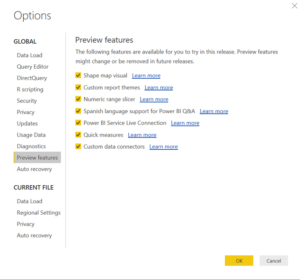 Options
GLOBAL
Data Load
Query Editor
DirectQuery
R scripting
Security
Privacy
Updates
Usage Data
Diagnostics
Preview features
Auto recovery
CURRENT FILE
Data Load
Regional Settings
Privacy
Auto recovery
Preview features
The following features are available for you to try in this release. Preview features
might change or be removed in future releases.
Shape map visual Learn more
Custom report themes Learn more
Numeric range slicer Learn more
Spanish language support for Power BI Q&A Learn more
Power BI Service Live Connection Learn more
Quick measures Learn more
Custom data connectors Learn more
OK
Cancel